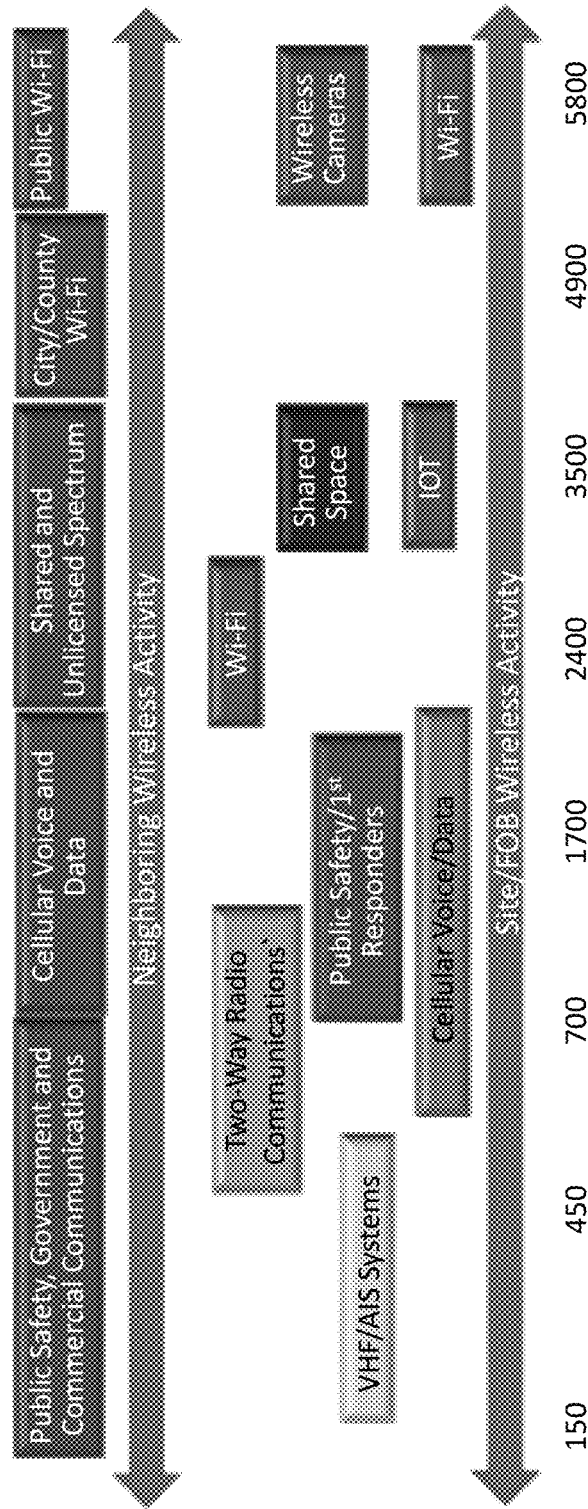 Public Safety, Government and
Commercial Communications
Cellular Voice and
Data
Shared and
Unlicensed Spectrum
City/County
Wi-Fi
Public Wi-Fi
Neighboring Wireless Activity
Two Way Radio
Communications`
Wi-Fi
VHF/AIS Systems
Public Safety/1st
Responders
Shared
Space
Wireless
Cameras
Cellular Voice/Data
IOT
Wi-Fi
Site/FOB Wireless Activity
150 450 700 1700 2400 3500 4900 5800